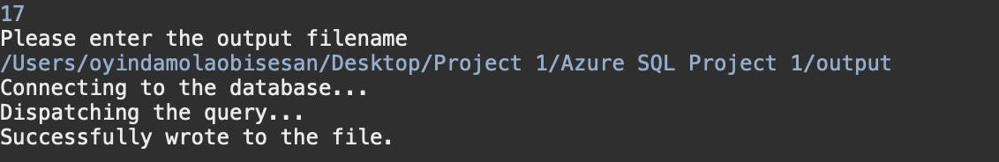 17
Please enter the output filename
/Users/oyindamolaobisesan/Desktop/Project 1/Azure SQL Project 1/output
Connecting to the database...
Dispatching the query...
Successfully wrote to the file.